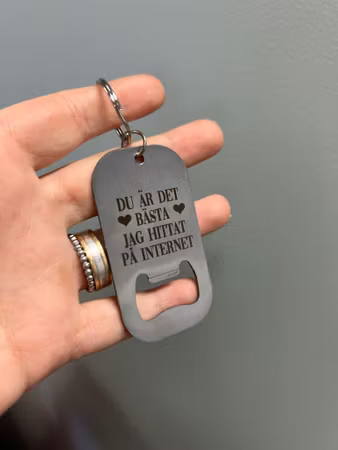 DU ÄR DET
BÄSTA
JAG HITTAT
PÅ INTERNET